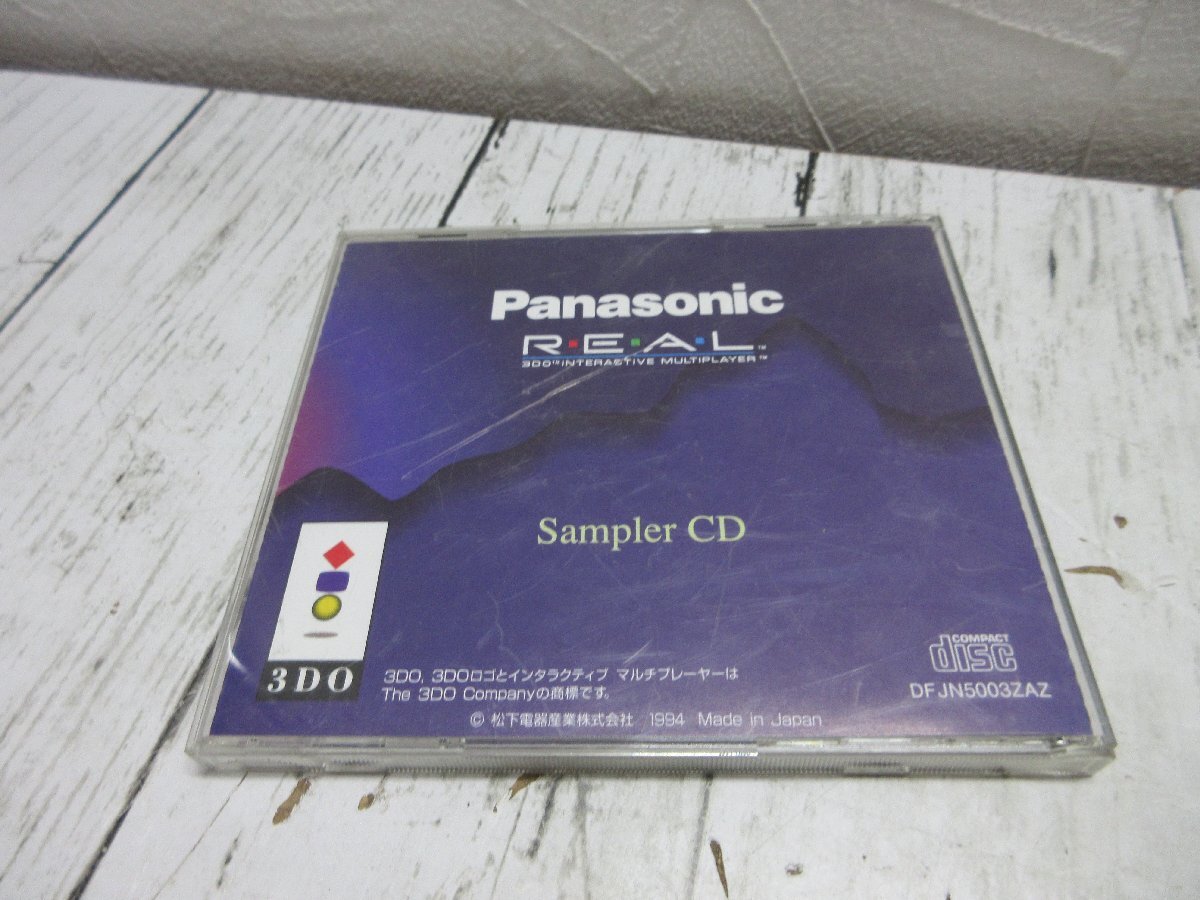 Panasonic
R·E·A·L™
3DO™ INTERACTIVE MULTIPLAYER™
Sampler CD
3DO
3DO, 3DOロゴとインタラクティブ マルチプレーヤーは
The 3DO Companyの商標です。
COMPACT
disc
DFJN5003ZAZ
© 松下電器産業株式会社 1994 Made in Japan